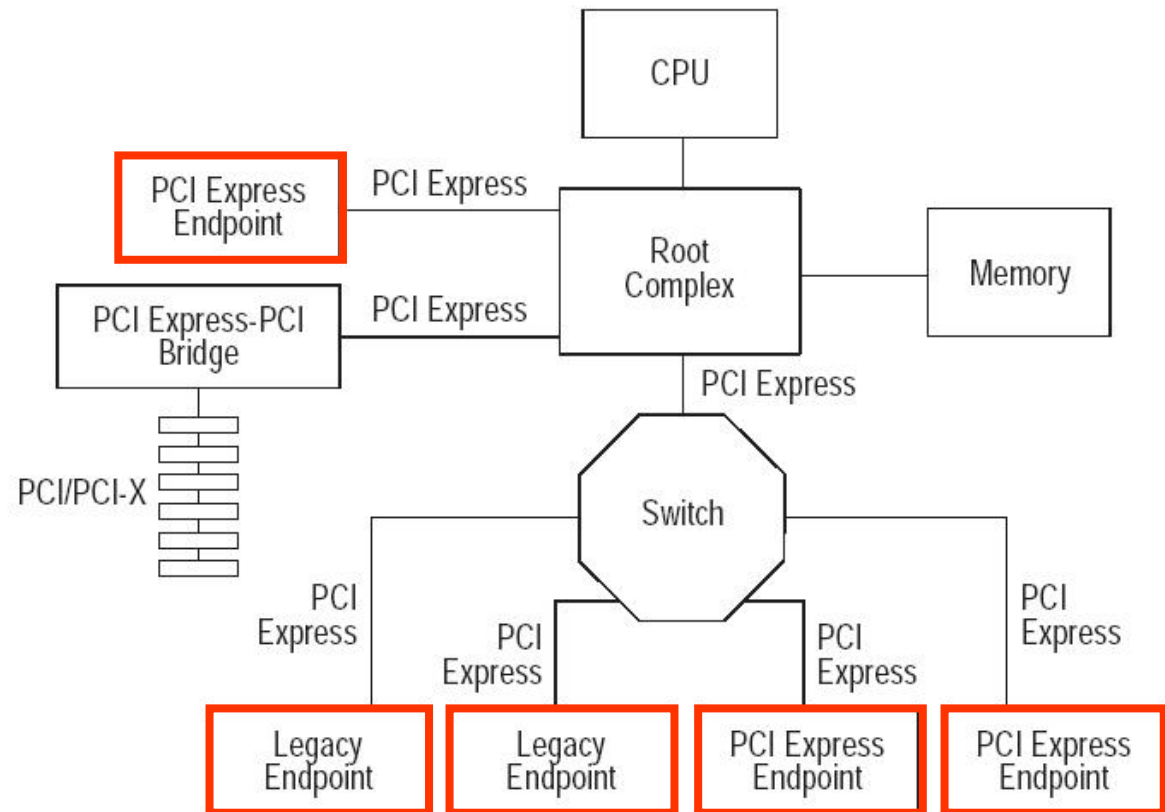 CPU
PCI Express
Endpoint
PCI Express
Root
Complex
Memory
PCI Express-PCI
Bridge
PCI Express
PCI Express
PCI/PCI-X
Switch
PCI
Express
PCI
Express
PCI
Express
PCI
Express
Legacy
Endpoint
Legacy
Endpoint
PCI Express
Endpoint
PCI Express
Endpoint